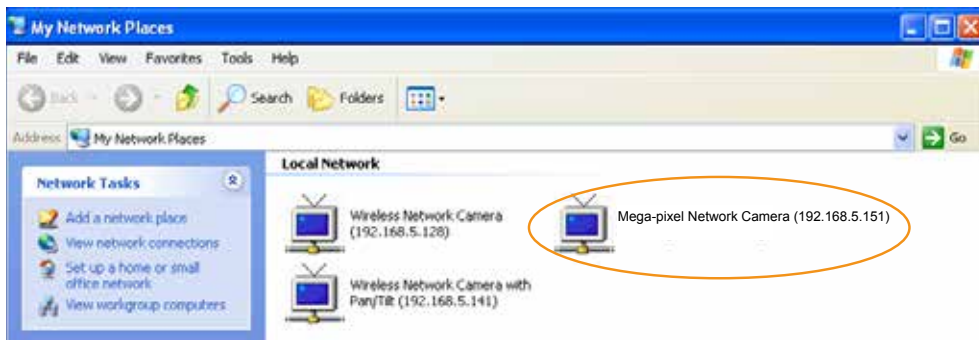 My Network Places
File Edit View Favorites Tools Help
Back Search Folders
Address My Network Places Go
Local Network
Network Tasks
Add a network place
View network connections
Set up a home or small
office network
View workgroup computers
Wireless Network Camera
(192.168.5.128)
Mega-pixel Network Camera (192.168.5.151)
Wireless Network Camera with
Pan/Tilt (192.168.5.141)